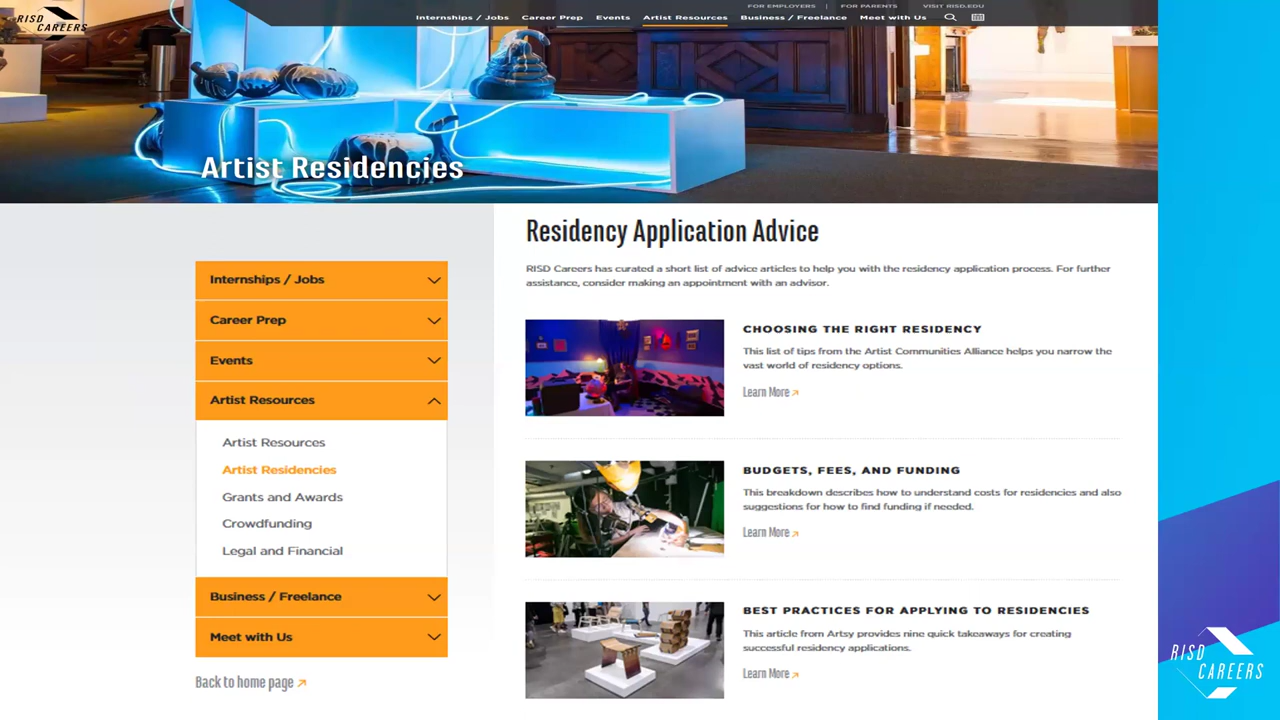 RISD
CAREERS
FOR EMPLOYERS | FOR PARENTS VISIT RISD.EDU
Internships / Jobs Career Prep Events Artist Resources Business / Freelance Meet with Us
Artist Residencies
Internships / Jobs
Career Prep
Events
Artist Resources
Artist Resources
Artist Residencies
Grants and Awards
Crowdfunding
Legal and Financial
Business / Freelance
Meet with Us
Back to home page
Residency Application Advice
RISD Careers has curated a short list of advice articles to help you with the residency application process. For further
assistance, consider making an appointment with an advisor.
CHOOSING THE RIGHT RESIDENCY
This list of tips from the Artist Communities Alliance helps you narrow the
vast world of residency options.
Learn More
BUDGETS, FEES, AND FUNDING
This breakdown describes how to understand costs for residencies and also
suggestions for how to find funding if needed.
Learn More
BEST PRACTICES FOR APPLYING TO RESIDENCIES
This article from Artsy provides nine quick takeaways for creating
successful residency applications.
Learn More
RISD
CAREERS